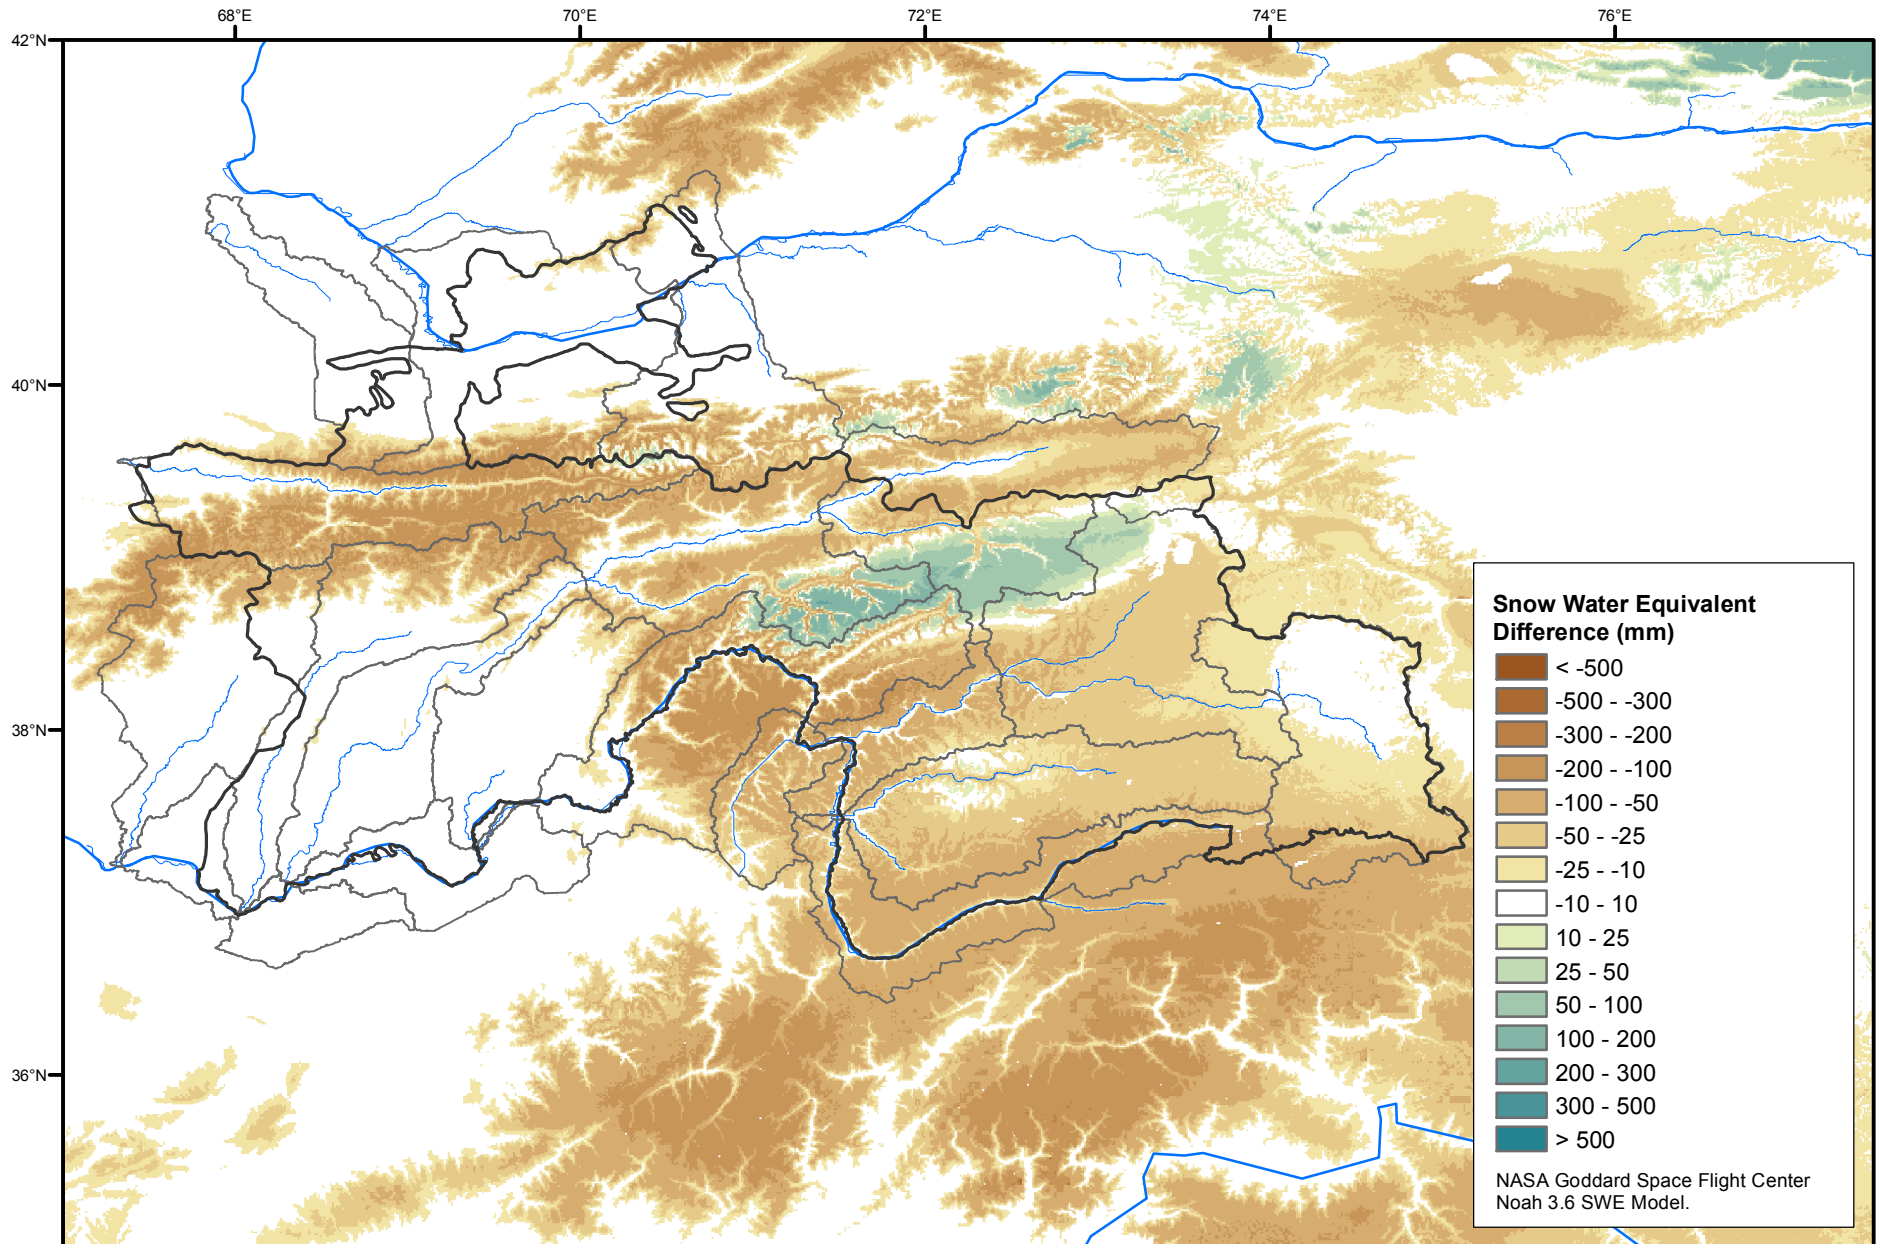 68°E
70°E
72°E
74°E
76°E
42°N
40°N
38°N
36°N
Snow Water Equivalent
Difference (mm)
< -500
-500 - -300
-300 - -200
-200 - -100
-100 - -50
-50 - -25
-25 - -10
-10 - 10
10 - 25
25 - 50
50 - 100
100 - 200
200 - 300
300 - 500
> 500
NASA Goddard Space Flight Center
Noah 3.6 SWE Model.